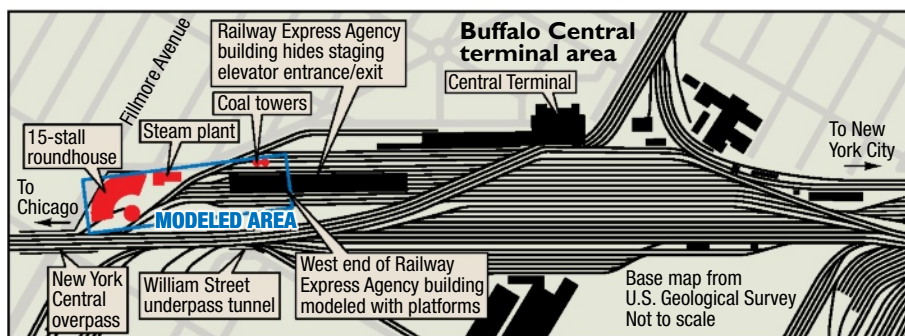 Fillmore Avenue
Railway Express Agency
building hides staging
elevator entrance/exit
Buffalo Central
terminal area
Central Terminal
Coal towers
15-stall
roundhouse
Steam plant
To New
York City
To
Chicago
MODELED AREA
New York
Central
overpass
William Street
underpass tunnel
West end of Railway
Express Agency building
modeled with platforms
Base map from
U.S. Geological Survey
Not to scale